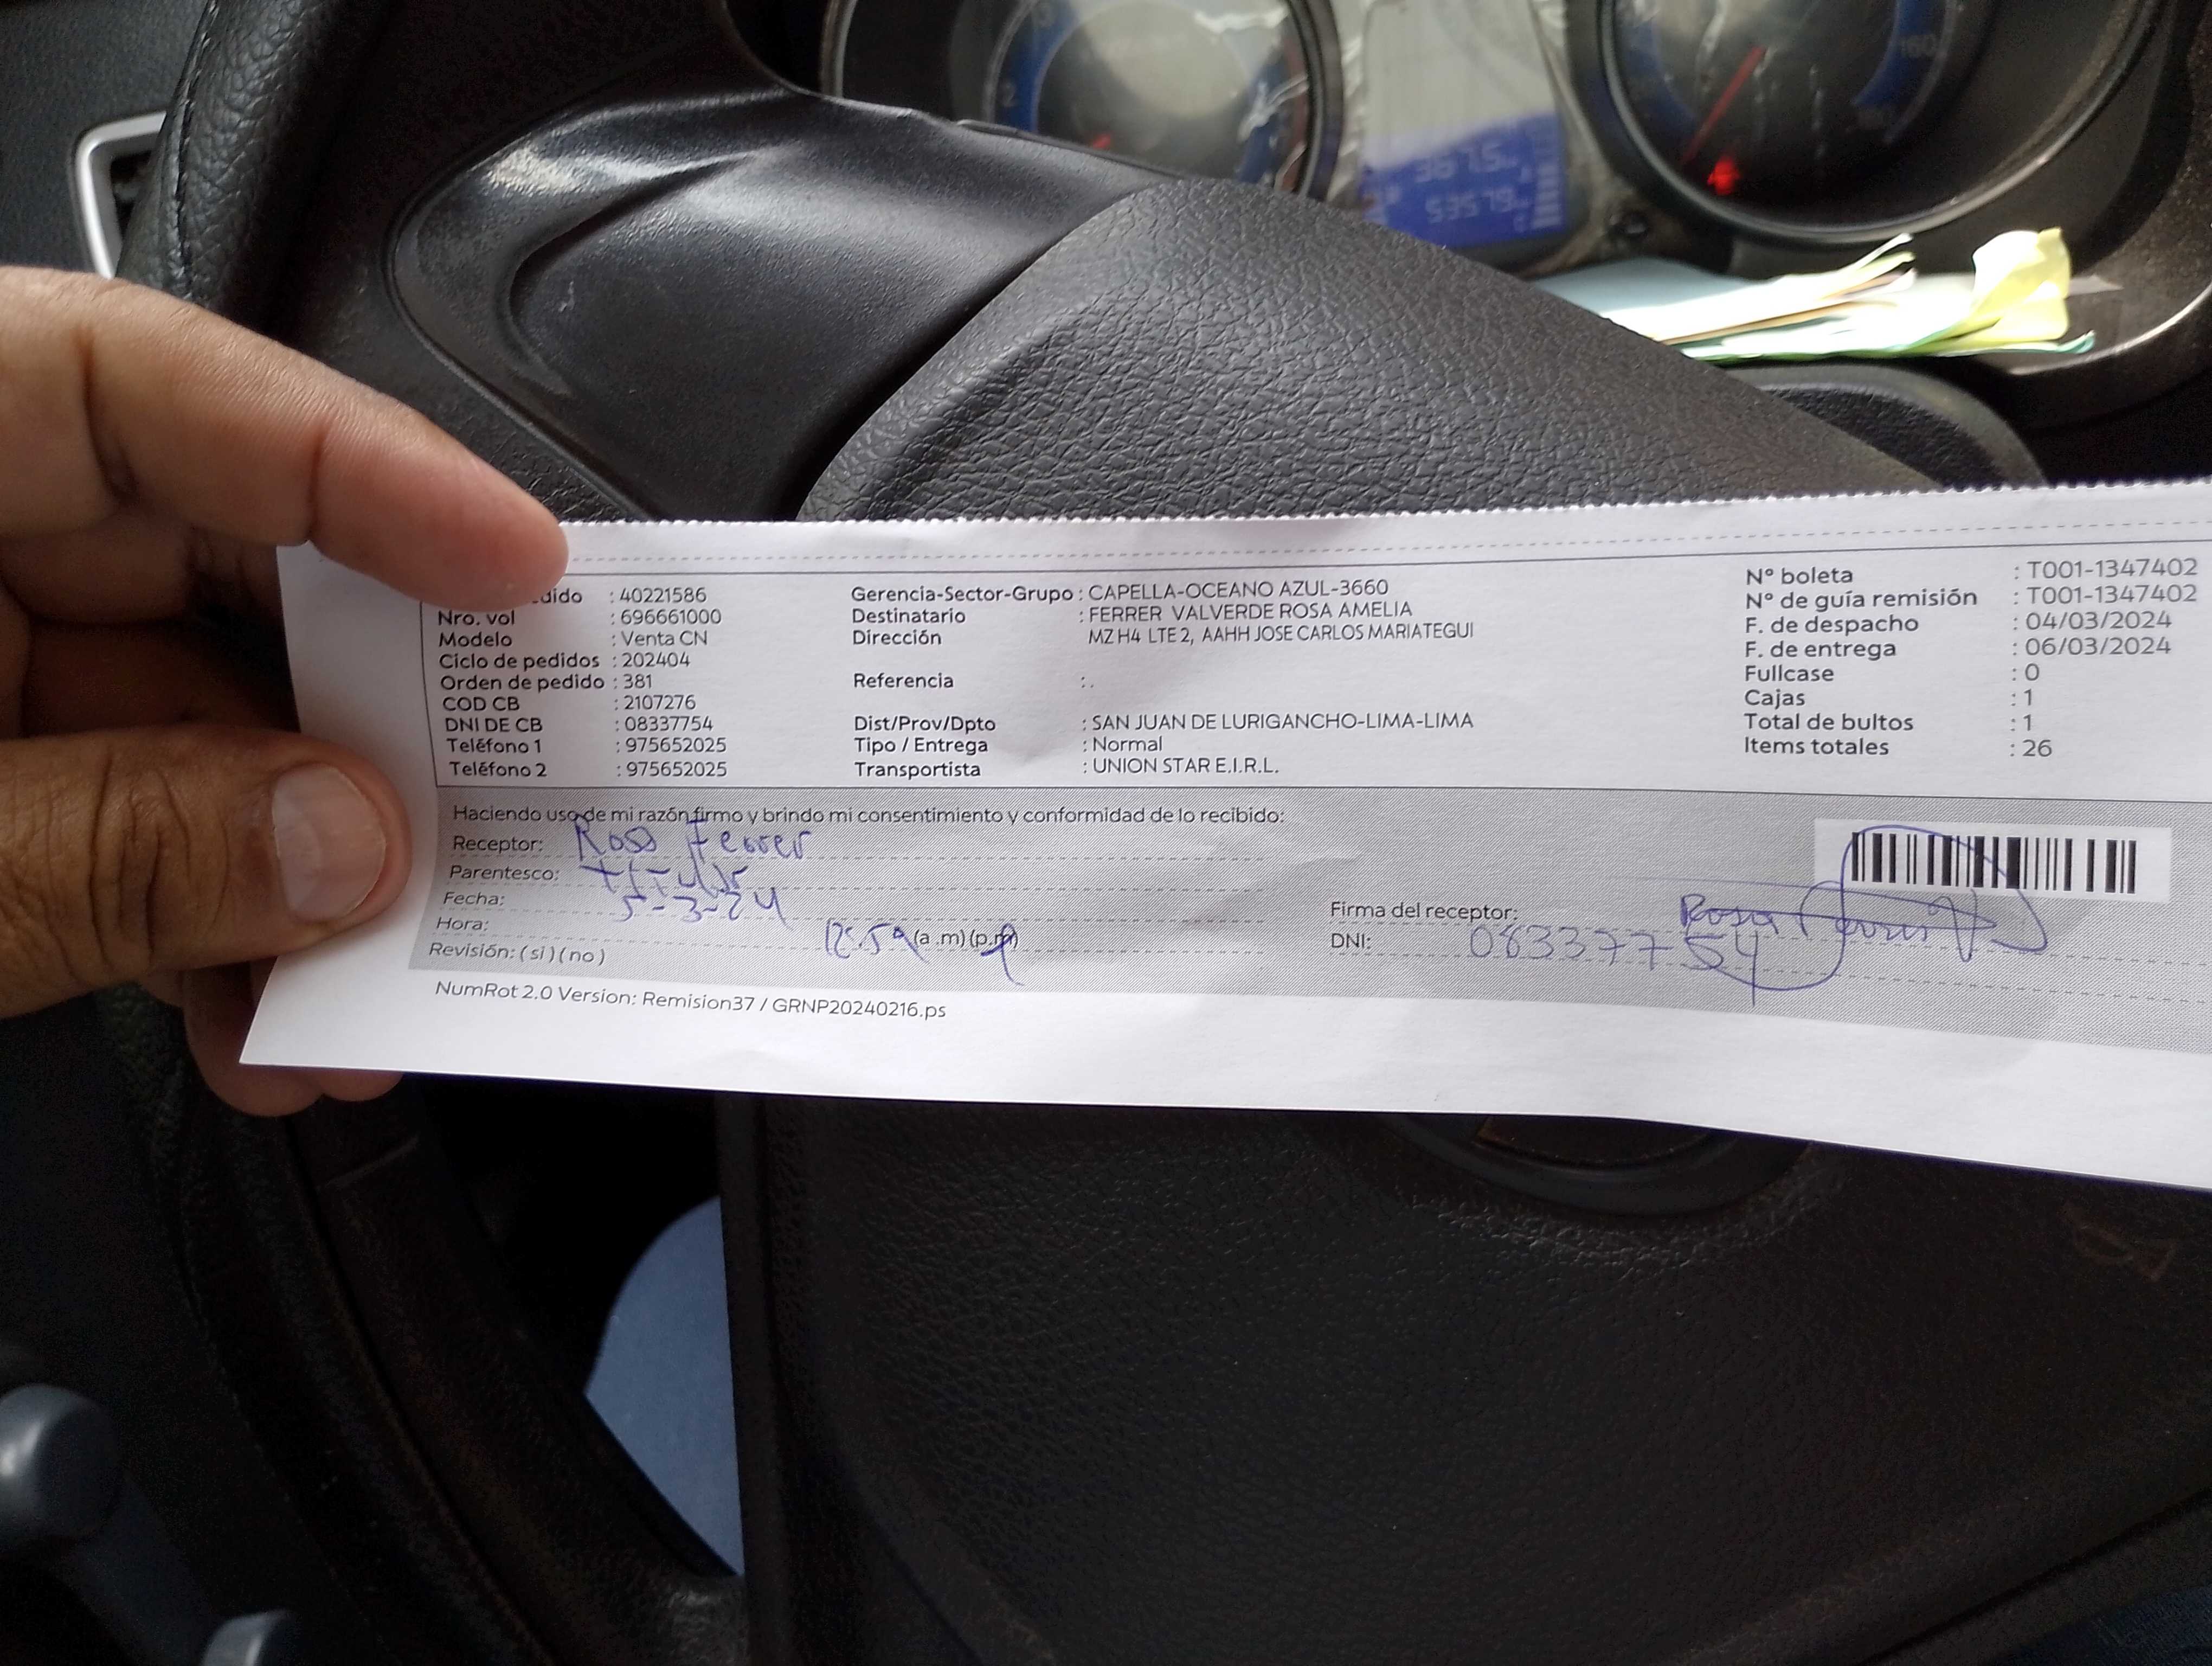 dido : 40221586
Nro. vol : 696661000
Modelo : Venta CN
Ciclo de pedidos : 202404
Orden de pedido : 381
COD CB : 2107276
DNI DE CB : 08337754
Teléfono 1 : 975652025
Teléfono 2 : 975652025
Gerencia-Sector-Grupo : CAPELLA-OCEANO AZUL-3660
Destinatario : FERRER VALVERDE ROSA AMELIA
Dirección MZ H4 LTE 2, AAHH JOSE CARLOS MARIATEGUI
Referencia : .
Dist/Prov/Dpto : SAN JUAN DE LURIGANCHO-LIMA-LIMA
Tipo / Entrega : Normal
Transportista : UNION STAR E.I.R.L.
N° boleta : T001-1347402
N° de guía remisión : T001-1347402
F. de despacho : 04/03/2024
F. de entrega : 06/03/2024
Fullcase : 0
Cajas : 1
Total de bultos : 1
Items totales : 26
Haciendo uso de mi razón firmo y brindo mi consentimiento y conformidad de lo recibido:
Receptor: Rosa Ferrer
Parentesco: titular
Fecha: 5-3-24
Hora: 12:59 (a.m)(p.m)
Revisión: (si)(no)
Firma del receptor: Rosa Ferrer V
DNI: 08337754
NumRot 2.0 Version: Remision37 / GRNP20240216.ps
160